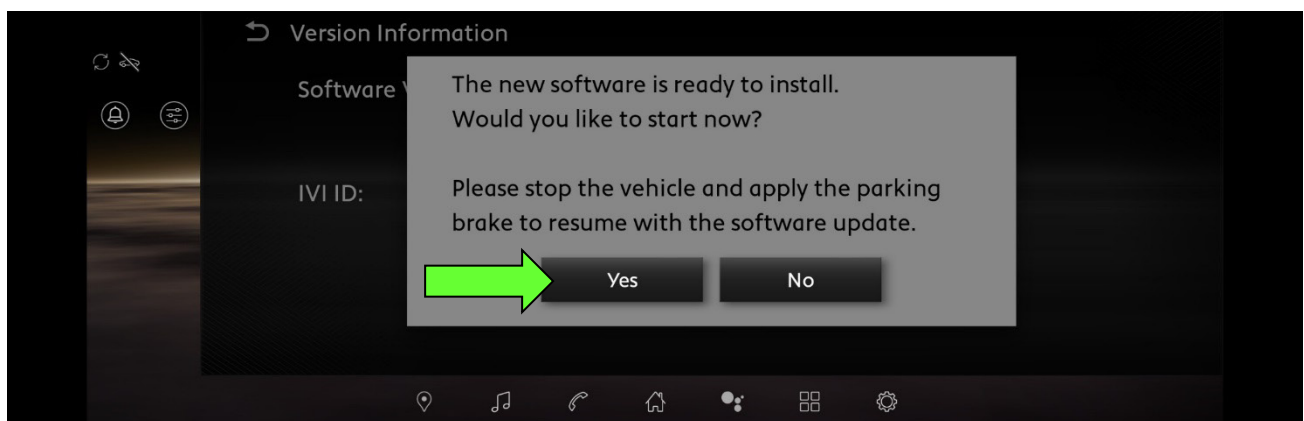 Version Information
Software
The new software is ready to install.
Would you like to start now?
IVI ID:
Please stop the vehicle and apply the parking
brake to resume with the software update.
Yes
No